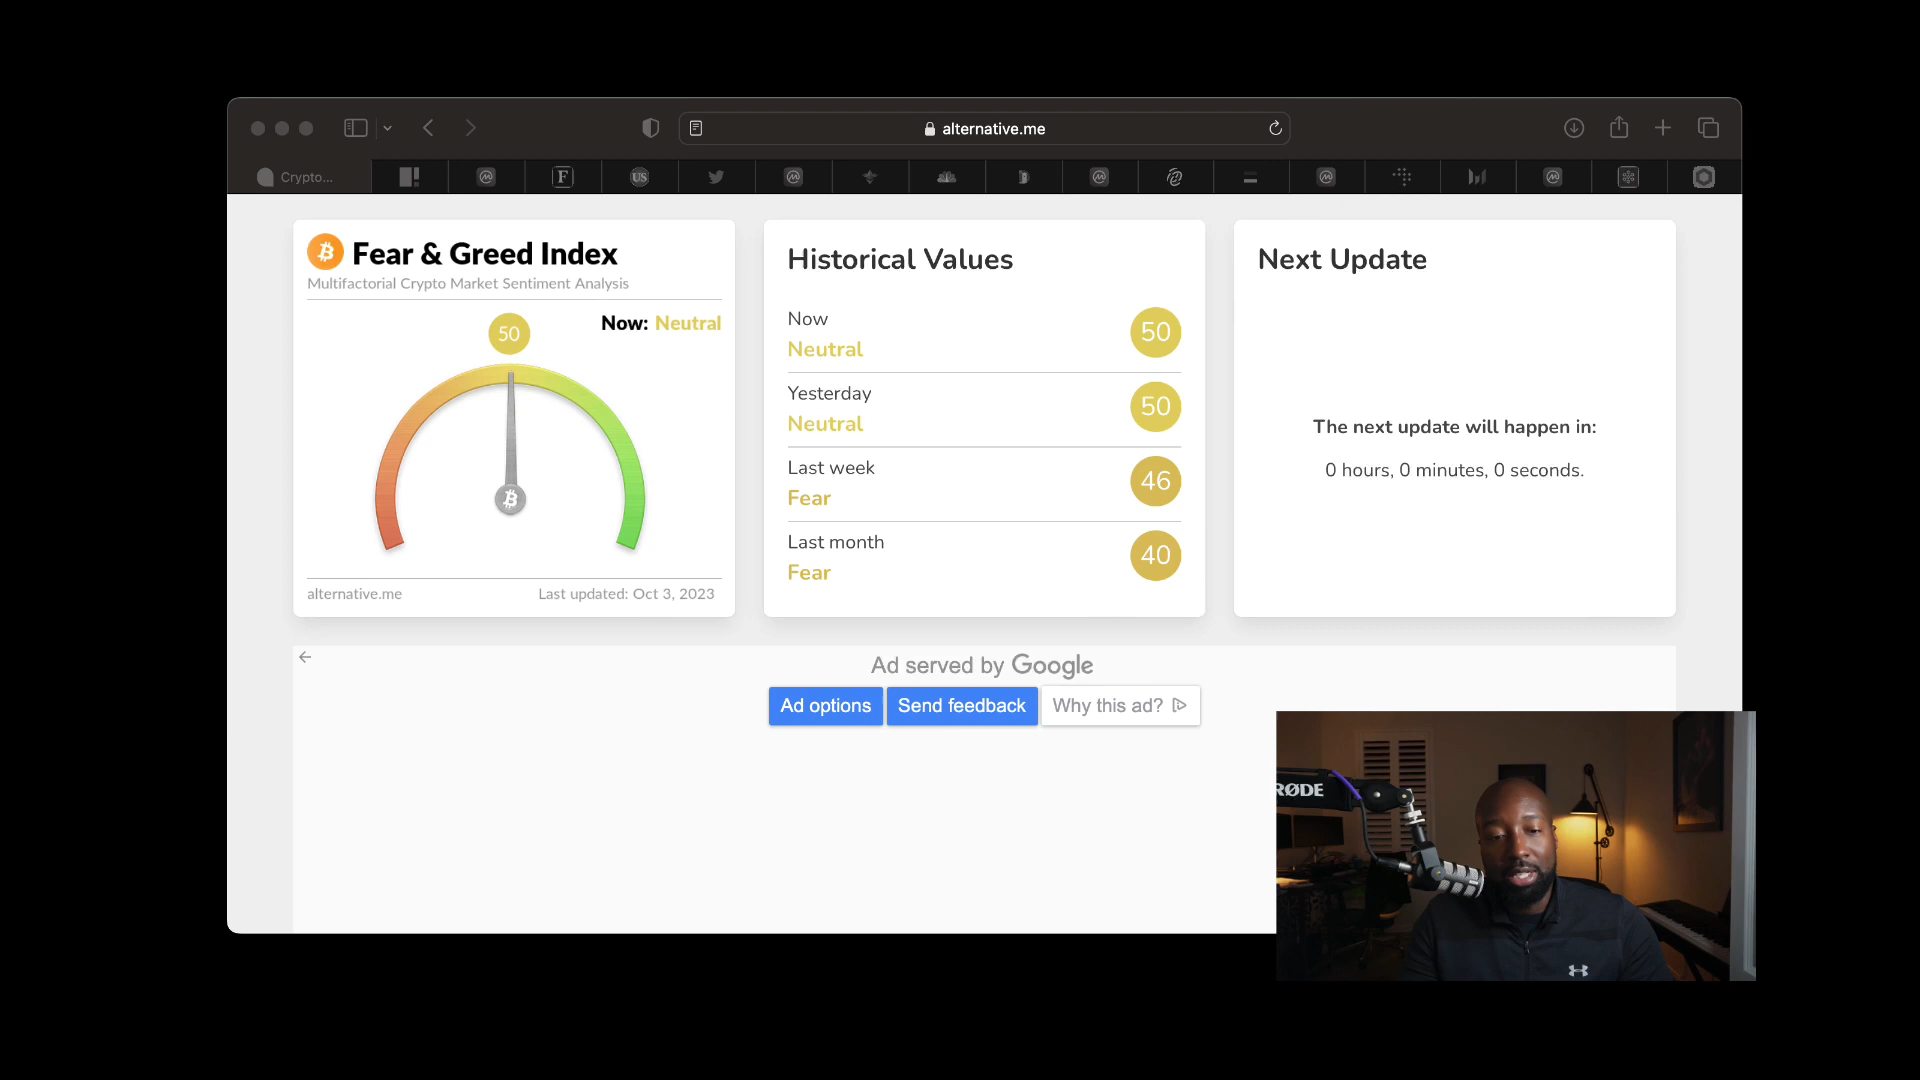 alternative.me
Crypto...
F
US
Fear & Greed Index
Multifactorial Crypto Market Sentiment Analysis
Now: Neutral
50
alternative.me
Last updated: Oct 3, 2023
Historical Values
Now
Neutral
50
Yesterday
Neutral
50
Last week
Fear
46
Last month
Fear
40
Next Update
The next update will happen in:
0 hours, 0 minutes, 0 seconds.
Ad served by Google
Ad options
Send feedback
Why this ad?
RØDE